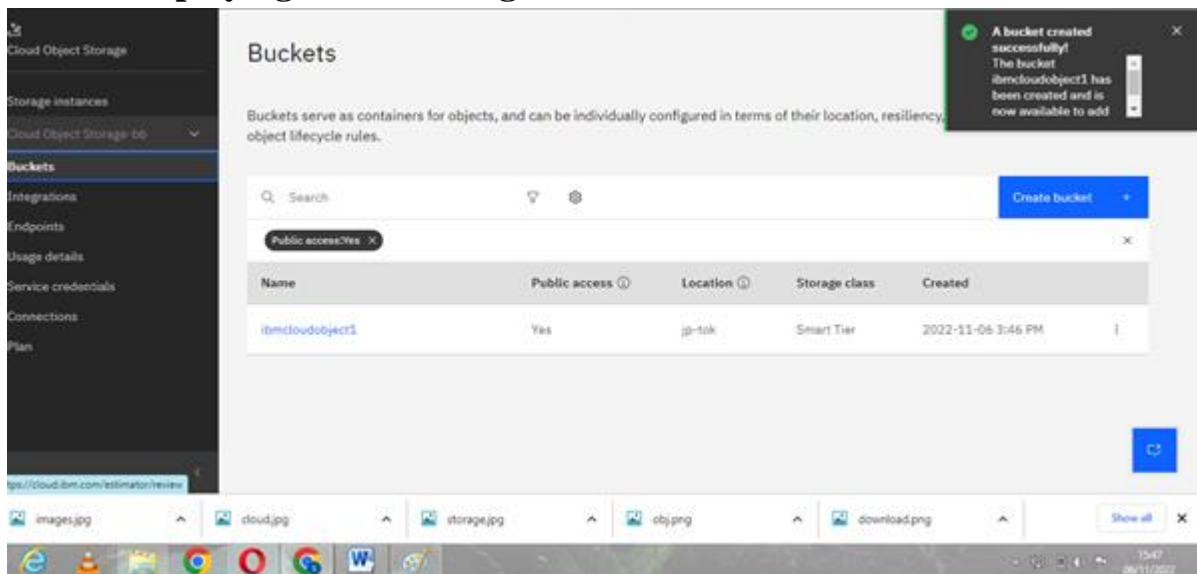 Cloud Object Storage
Storage instances
Cloud Object Storage-bb
Buckets
Integrations
Endpoints
Usage details
Service credentials
Connections
Plan
Buckets
Buckets serve as containers for objects, and can be individually configured in terms of their location, resiliency,
object lifecycle rules.
A bucket created
successfully!
The bucket
ibmcloudobject1 has
been created and is
now available to add
Search
Create bucket +
Public access:Yes ×
Name Public access Location Storage class Created
ibmcloudobject1 Yes jp-tok Smart Tier 2022-11-06 3:46 PM
tps://cloud.ibm.com/estimator/review
images.jpg cloud.jpg storage.jpg obj.png download.png Show all
15:47
06/11/2022